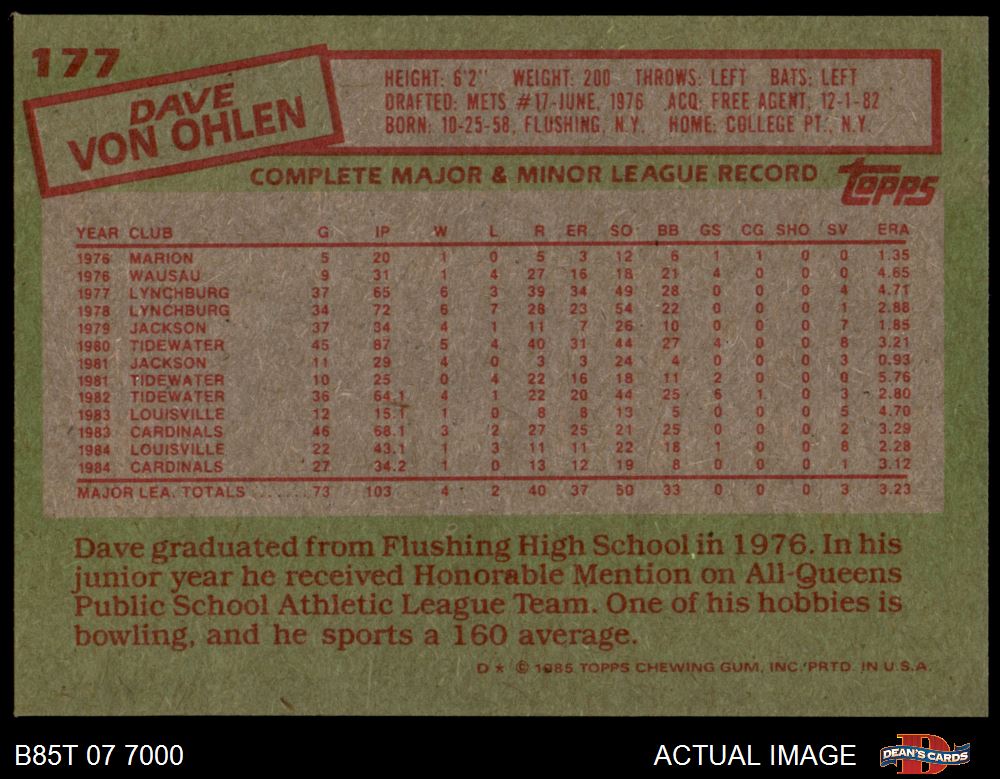 177
DAVE
VON OHLEN
HEIGHT: 6'2" WEIGHT: 200 THROWS: LEFT BATS: LEFT
DRAFTED: METS #17-JUNE, 1976 ACQ: FREE AGENT, 12-1-82
BORN: 10-25-58, FLUSHING, N.Y. HOME: COLLEGE PT., N.Y.
COMPLETE MAJOR & MINOR LEAGUE RECORD
TOPPS
YEAR CLUB G IP W L R ER SO BB GS CG SHO SV ERA
1976 MARION 5 20 1 0 5 3 12 6 1 1 0 0 1.35
1976 WAUSAU 9 31 1 4 27 16 18 21 4 0 0 0 4.65
1977 LYNCHBURG 37 65 6 3 39 34 49 28 0 0 0 4 4.71
1978 LYNCHBURG 34 72 6 7 28 23 54 22 0 0 0 1 2.88
1979 JACKSON 37 34 4 1 11 7 26 10 0 0 0 7 1.85
1980 TIDEWATER 45 87 5 4 40 31 44 27 4 0 0 8 3.21
1981 JACKSON 11 29 4 0 3 3 24 4 0 0 0 3 0.93
1981 TIDEWATER 10 25 0 4 22 16 18 11 2 0 0 0 5.76
1982 TIDEWATER 36 64.1 4 1 22 20 44 25 6 1 0 3 2.80
1983 LOUISVILLE 12 15.1 1 0 8 8 13 5 0 0 0 5 4.70
1983 CARDINALS 46 68.1 3 2 27 25 21 25 0 0 0 2 3.29
1984 LOUISVILLE 22 43.1 1 3 11 11 22 18 1 0 0 8 2.28
1984 CARDINALS 27 34.2 1 0 13 12 19 8 0 0 0 1 3.12
MAJOR LEA. TOTALS ........ 73 103 4 2 40 37 50 33 0 0 0 3 3.23
Dave graduated from Flushing High School in 1976. In his
junior year he received Honorable Mention on All-Queens
Public School Athletic League Team. One of his hobbies is
bowling, and he sports a 160 average.
D * © 1985 TOPPS CHEWING GUM, INC. PRTD. IN U.S.A.
B85T 07 7000
ACTUAL IMAGE
D
DEAN'S CARDS